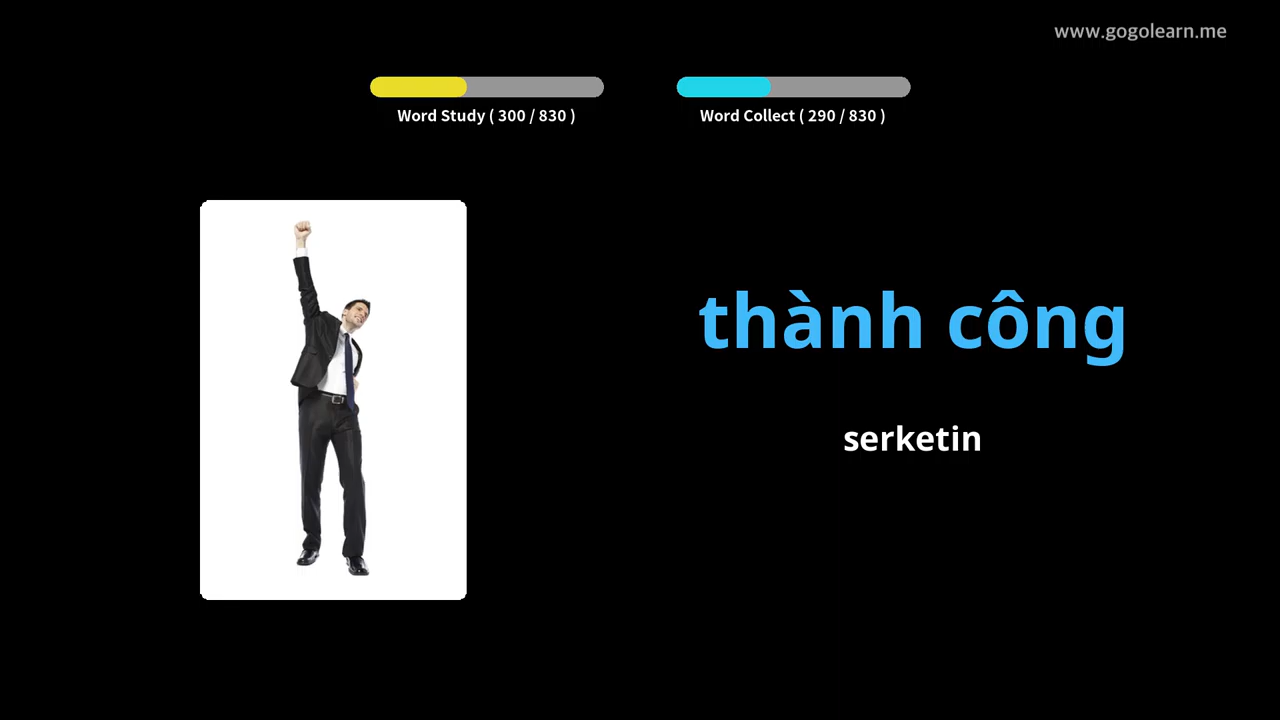 www.gogolearn.me
Word Study ( 300 / 830 )
Word Collect ( 290 / 830 )
thành công
serketin